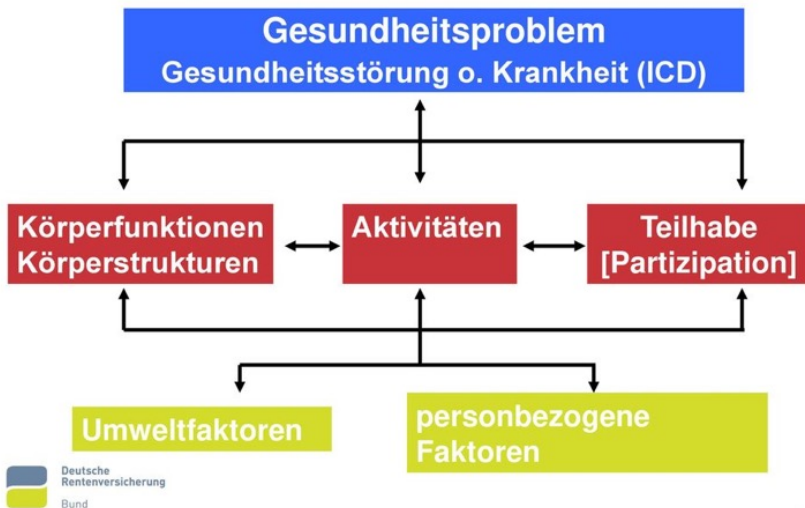 Gesundheitsproblem
Gesundheitsstörung o. Krankheit (ICD)
Körperfunktionen
Körperstrukturen
Aktivitäten
Teilhabe
[Partizipation]
Umweltfaktoren
personbezogene
Faktoren
Deutsche
Rentenversicherung
Bund